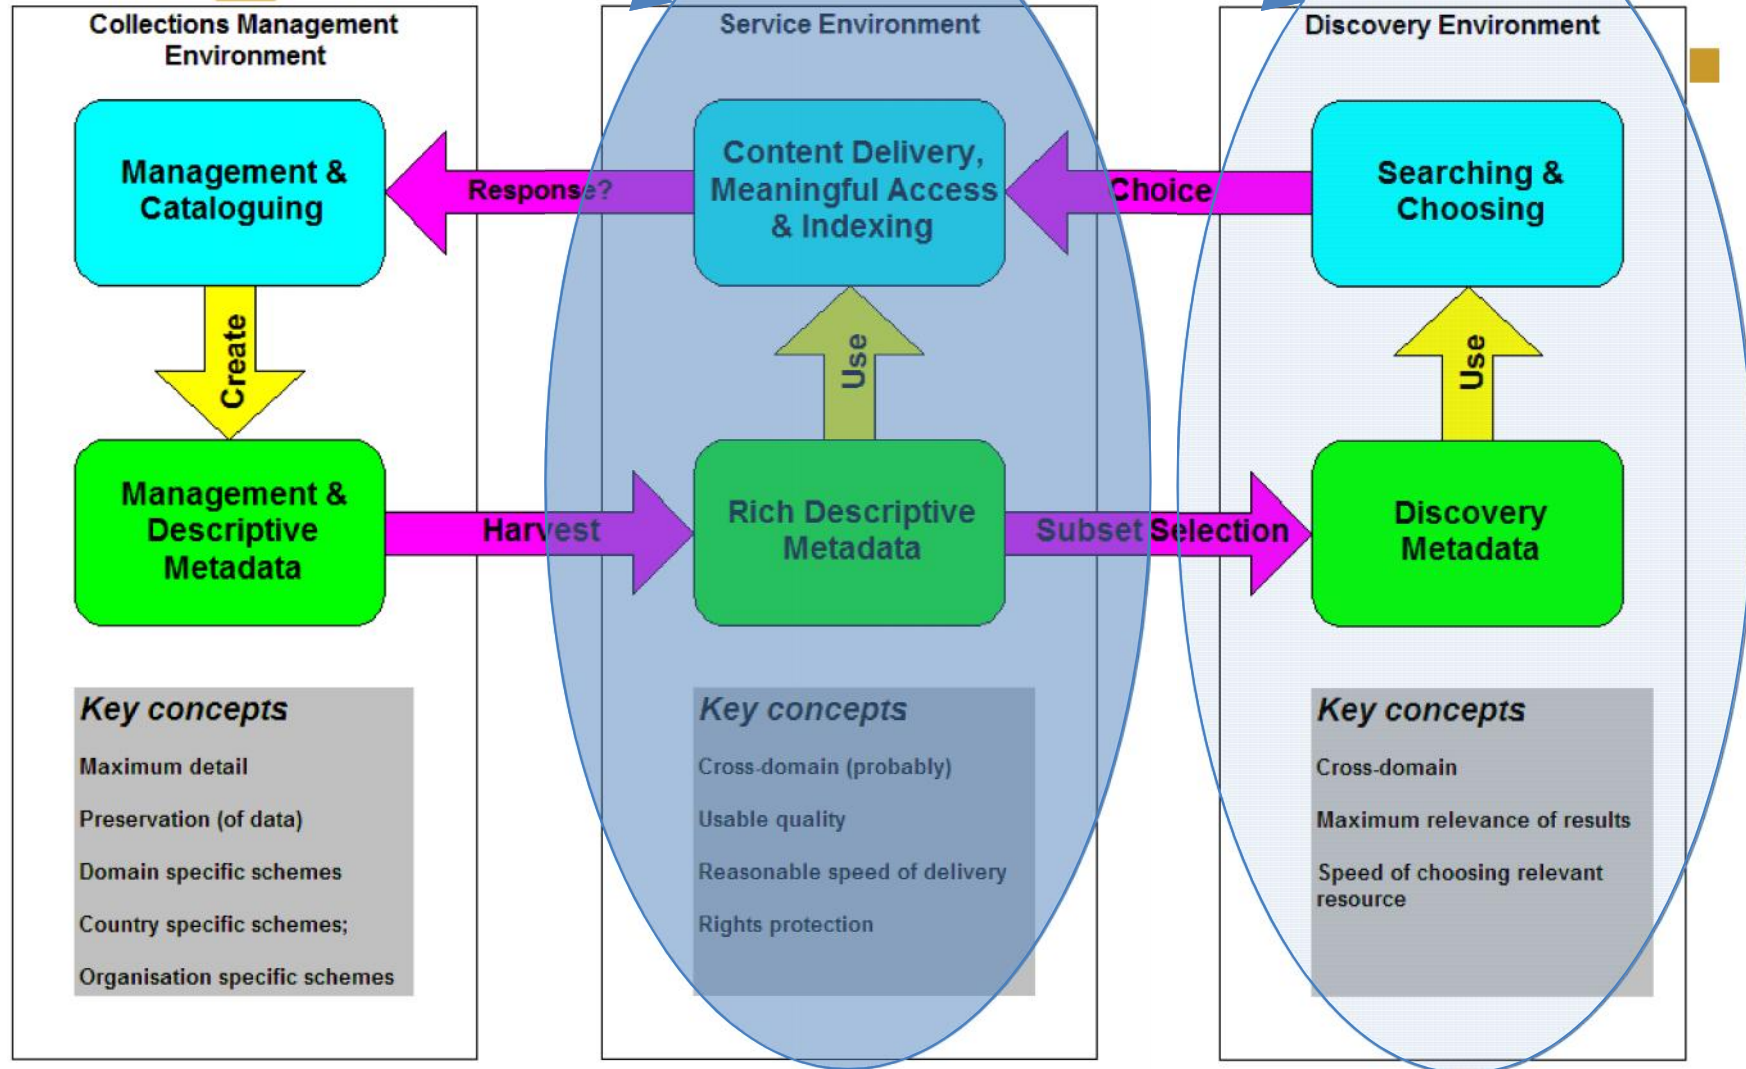 Collections Management
Environment
Management &
Cataloguing
Create
Management &
Descriptive
Metadata
Key concepts
Maximum detail
Preservation (of data)
Domain specific schemes
Country specific schemes;
Organisation specific schemes
Response?
Harvest
Service Environment
Content Delivery,
Meaningful Access
& Indexing
Use
Rich Descriptive
Metadata
Key concepts
Cross-domain (probably)
Usable quality
Reasonable speed of delivery
Rights protection
Choice
Subset Selection
Discovery Environment
Searching &
Choosing
Use
Discovery
Metadata
Key concepts
Cross-domain
Maximum relevance of results
Speed of choosing relevant
resource